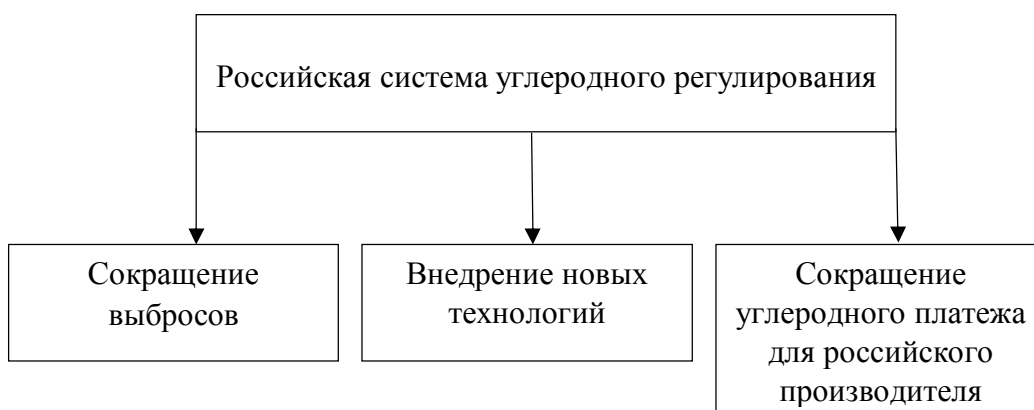 Российская система углеродного регулирования
Сокращение
выбросов
Внедрение новых
технологий
Сокращение
углеродного платежа
для российского
производителя